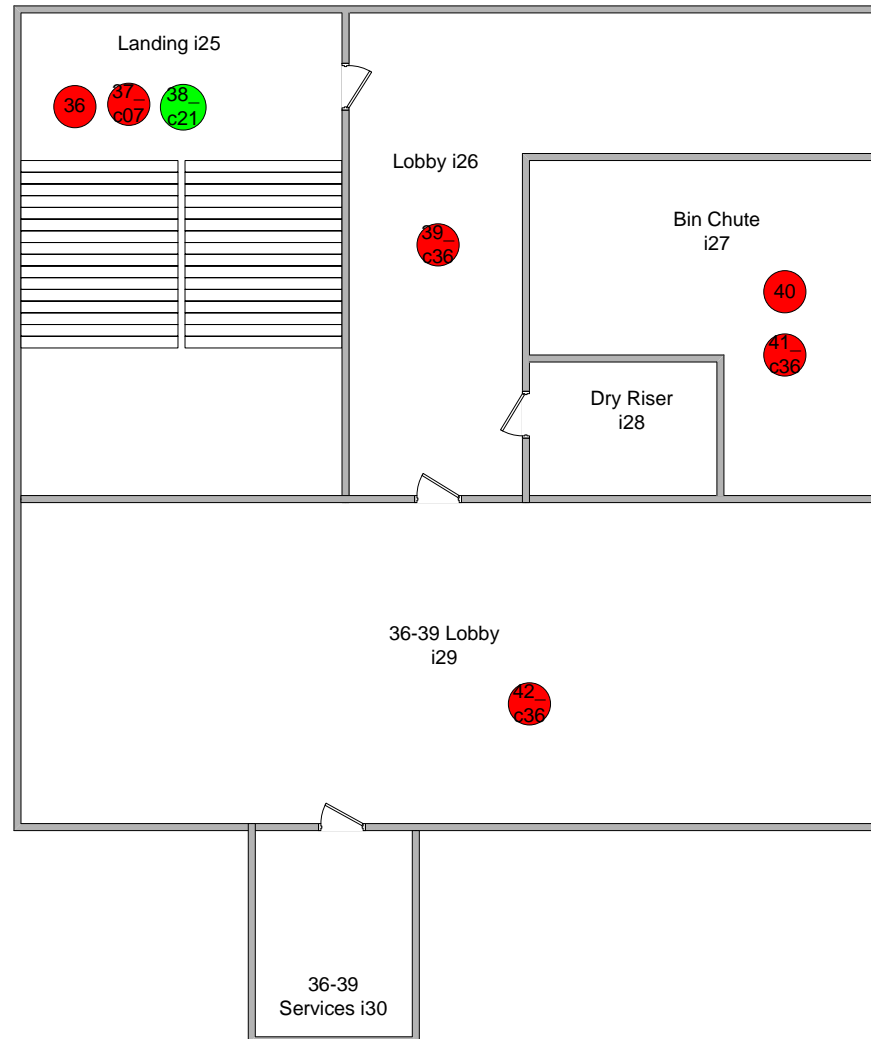 Landing i25
36
37_
c07
38_
c21
Lobby i26
39_
c36
Bin Chute
i27
40
41_
c36
Dry Riser
i28
36-39 Lobby
i29
42_
c36
36-39
Services i30